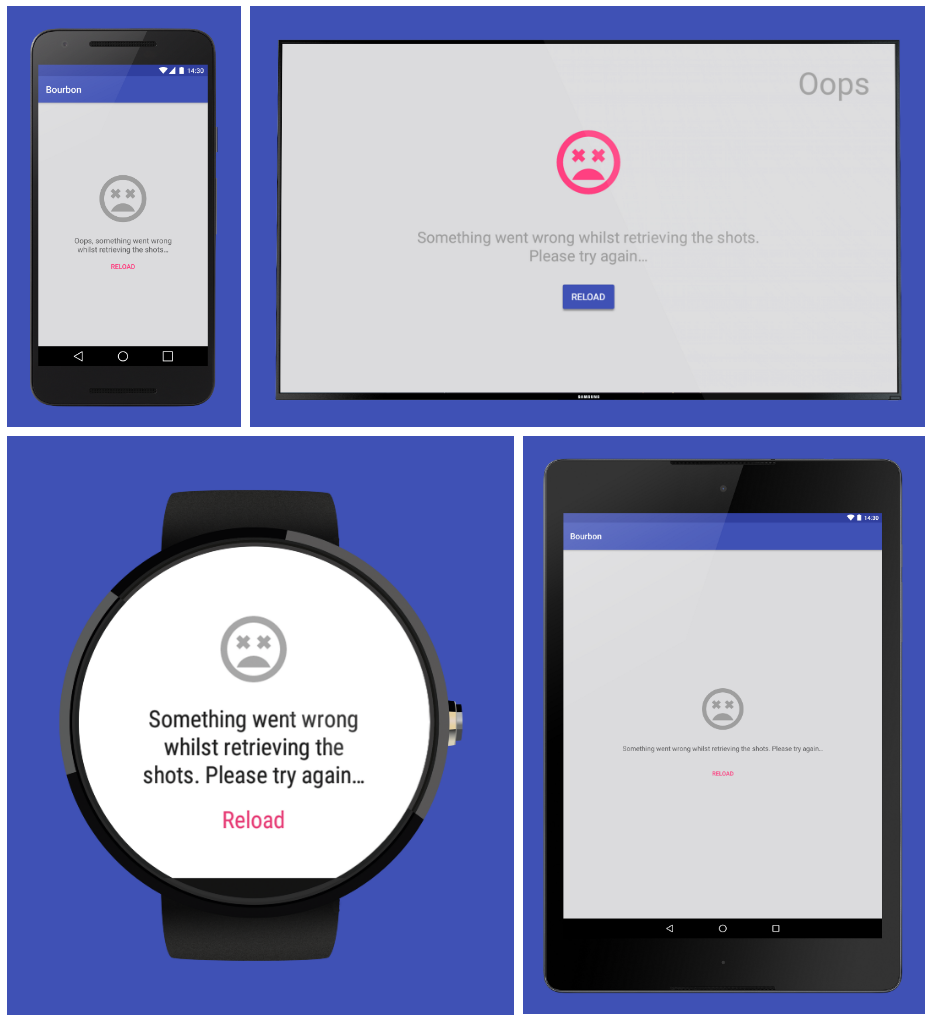 14:30
Bourbon
Oops, something went wrong
whilst retrieving the shots...
RELOAD
Oops
Something went wrong whilst retrieving the shots.
Please try again...
RELOAD
SAMSUNG
Something went wrong
whilst retrieving the
shots. Please try again...
Reload
14:30
Bourbon
Something went wrong whilst retrieving the shots. Please try again...
RELOAD